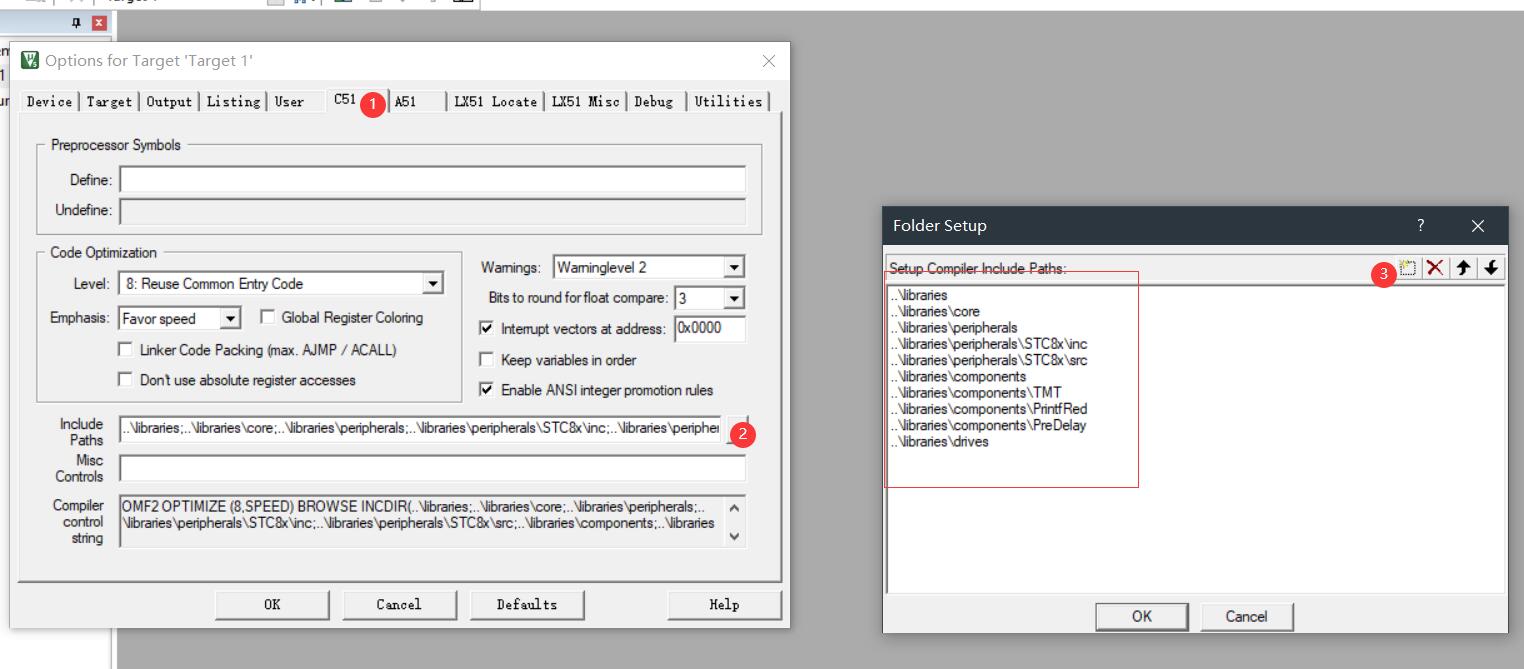 Options for Target 'Target 1'
Device Target Output Listing User C51 1 A51 LX51 Locate LX51 Misc Debug Utilities
Preprocessor Symbols
Define:
Undefine:
Code Optimization
Level: 8: Reuse Common Entry Code
Emphasis: Favor speed Global Register Coloring
Linker Code Packing (max. AJMP / ACALL)
Don't use absolute register accesses
Warnings: Warninglevel 2
Bits to round for float compare: 3
Interrupt vectors at address: 0x0000
Keep variables in order
Enable ANSI integer promotion rules
Include
Paths
..\libraries;..\libraries\core;..\libraries\peripherals;..\libraries\peripherals\STC8x\inc;..\libraries\peripher
2
Misc
Controls
Compiler
control
string
OMF2 OPTIMIZE (8,SPEED) BROWSE INCDIR(..\libraries;..\libraries\core;..\libraries\peripherals;..
\libraries\peripherals\STC8x\inc;..\libraries\peripherals\STC8x\src;..\libraries\components;..\libraries
OK Cancel Defaults Help
Folder Setup ?
Setup Compiler Include Paths: 3
..\libraries
..\libraries\core
..\libraries\peripherals
..\libraries\peripherals\STC8x\inc
..\libraries\peripherals\STC8x\src
..\libraries\components
..\libraries\components\TMT
..\libraries\components\PrintfRed
..\libraries\components\PreDelay
..\libraries\drives
OK Cancel